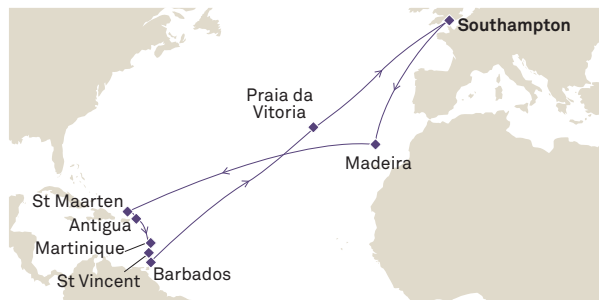 Southampton
Praia da
Vitoria
Madeira
St Maarten
Antigua
Martinique
St Vincent
Barbados